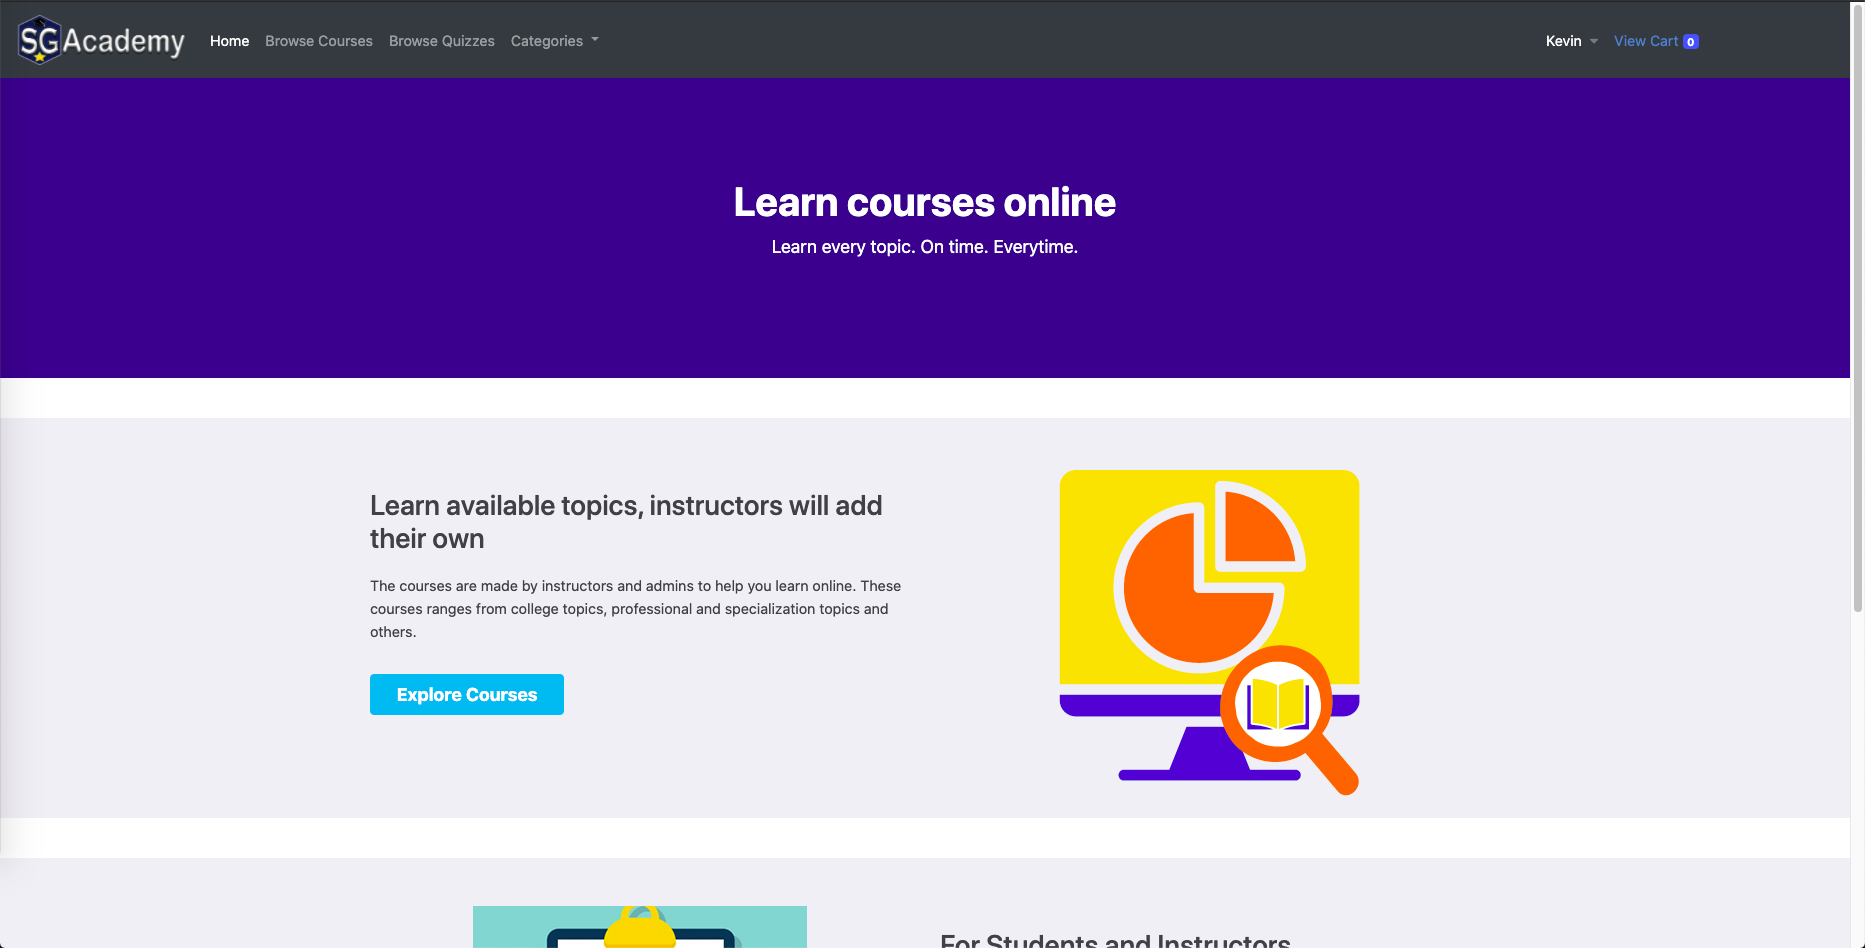 SGAcademy
Home Browse Courses Browse Quizzes Categories
Kevin View Cart 0
Learn courses online
Learn every topic. On time. Everytime.
Learn available topics, instructors will add
their own
The courses are made by instructors and admins to help you learn online. These
courses ranges from college topics, professional and specialization topics and
others.
Explore Courses
For Students and Instructors